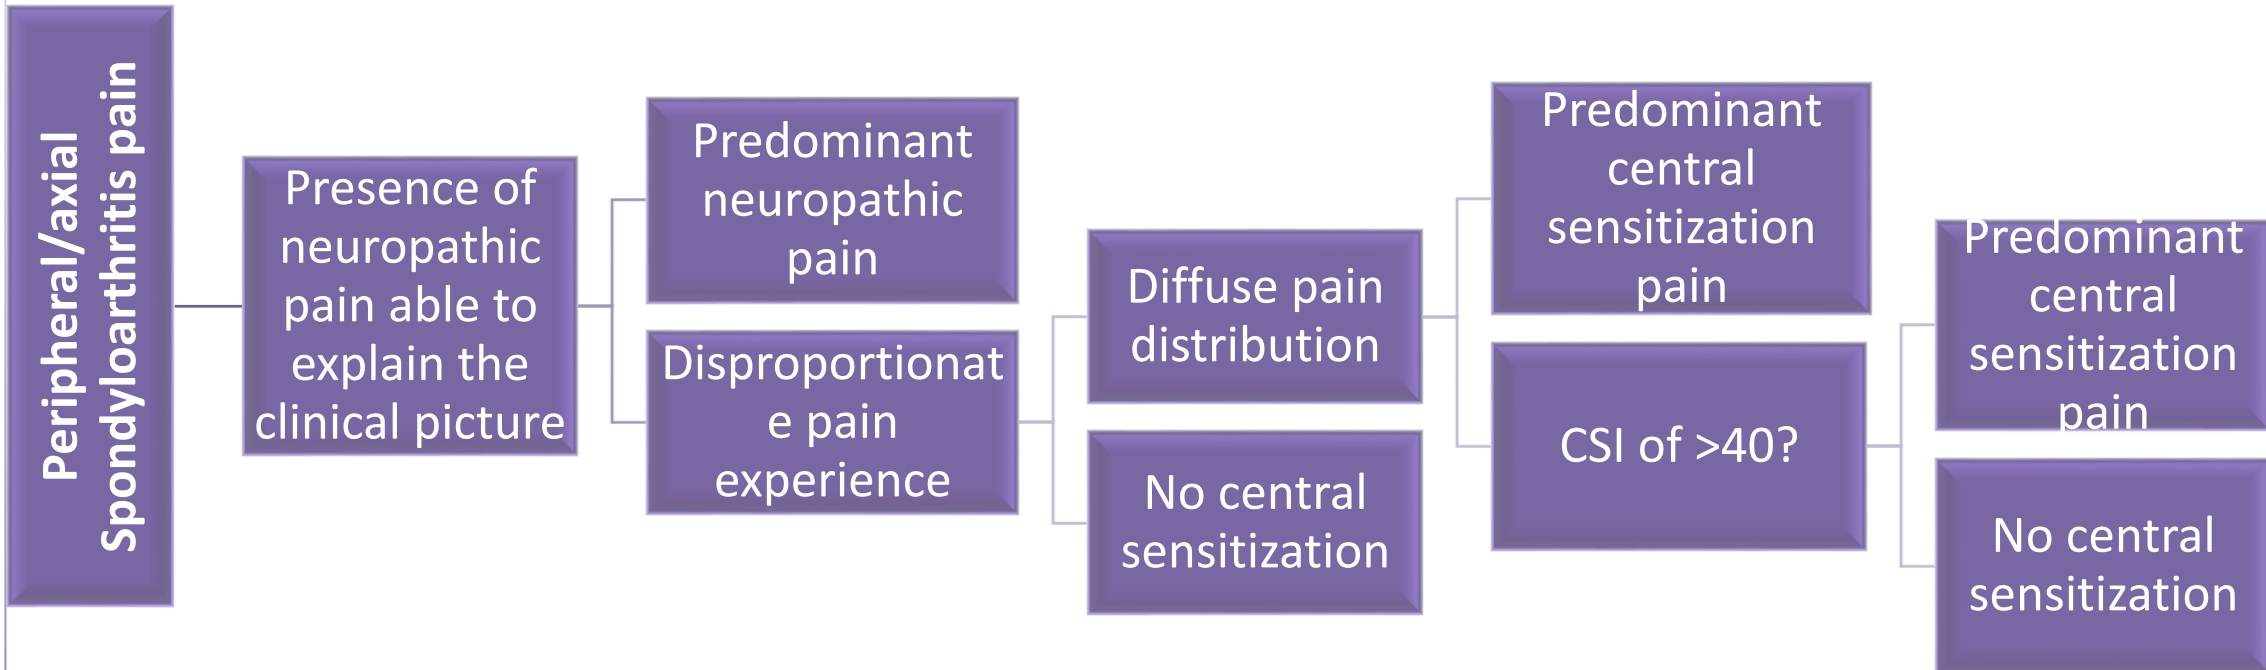 Peripheral/axial
Spondyloarthritis pain
Presence of
neuropathic
pain able to
explain the
clinical picture
Predominant
neuropathic
pain
Disproportionat
e pain
experience
Diffuse pain
distribution
No central
sensitization
Predominant
central
sensitization
pain
CSI of >40?
Predominant
central
sensitization
pain
No central
sensitization